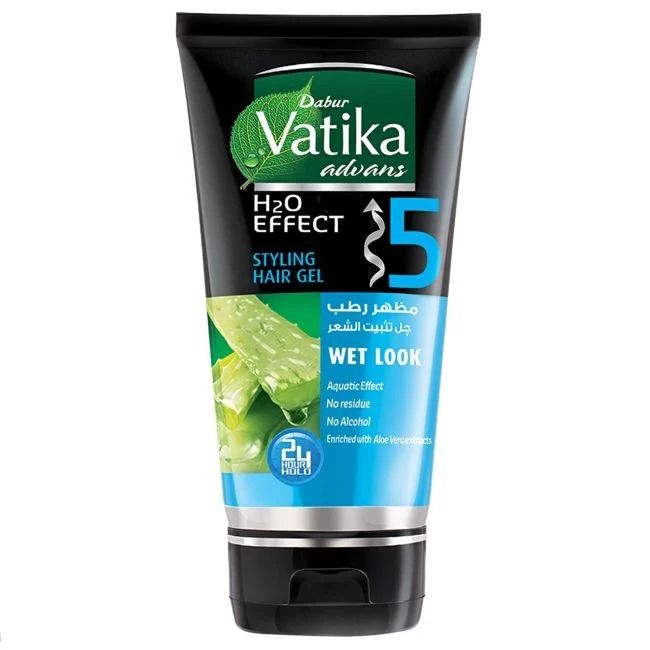 Dabur
Vatika
advans
H2O
EFFECT
5
STYLING
HAIR GEL
مظهر رطب
چل تثبيت الشعر
WET LOOK
Aquatic Effect
No residue
No Alcohol
Enriched with Aloe Vera extracts
24
HOUR
HOLD